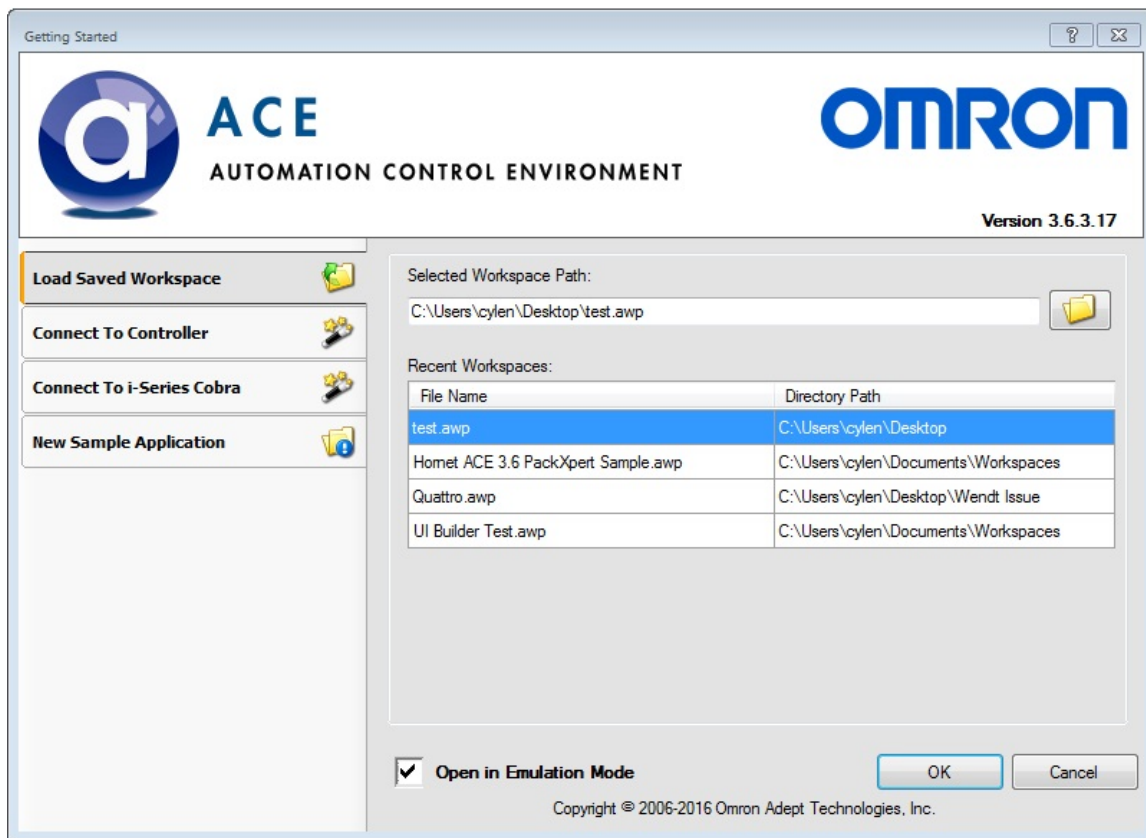 Getting Started
ACE
AUTOMATION CONTROL ENVIRONMENT
OMRON
Version 3.6.3.17
Load Saved Workspace
Connect To Controller
Connect To i-Series Cobra
New Sample Application
Selected Workspace Path:
C:\Users\cylen\Desktop\test.awp
Recent Workspaces:
File Name Directory Path
test.awp C:\Users\cylen\Desktop
Hornet ACE 3.6 PackXpert Sample.awp C:\Users\cylen\Documents\Workspaces
Quattro.awp C:\Users\cylen\Desktop\Wendt Issue
UI Builder Test.awp C:\Users\cylen\Documents\Workspaces
Open in Emulation Mode
OK
Cancel
Copyright © 2006-2016 Omron Adept Technologies, Inc.